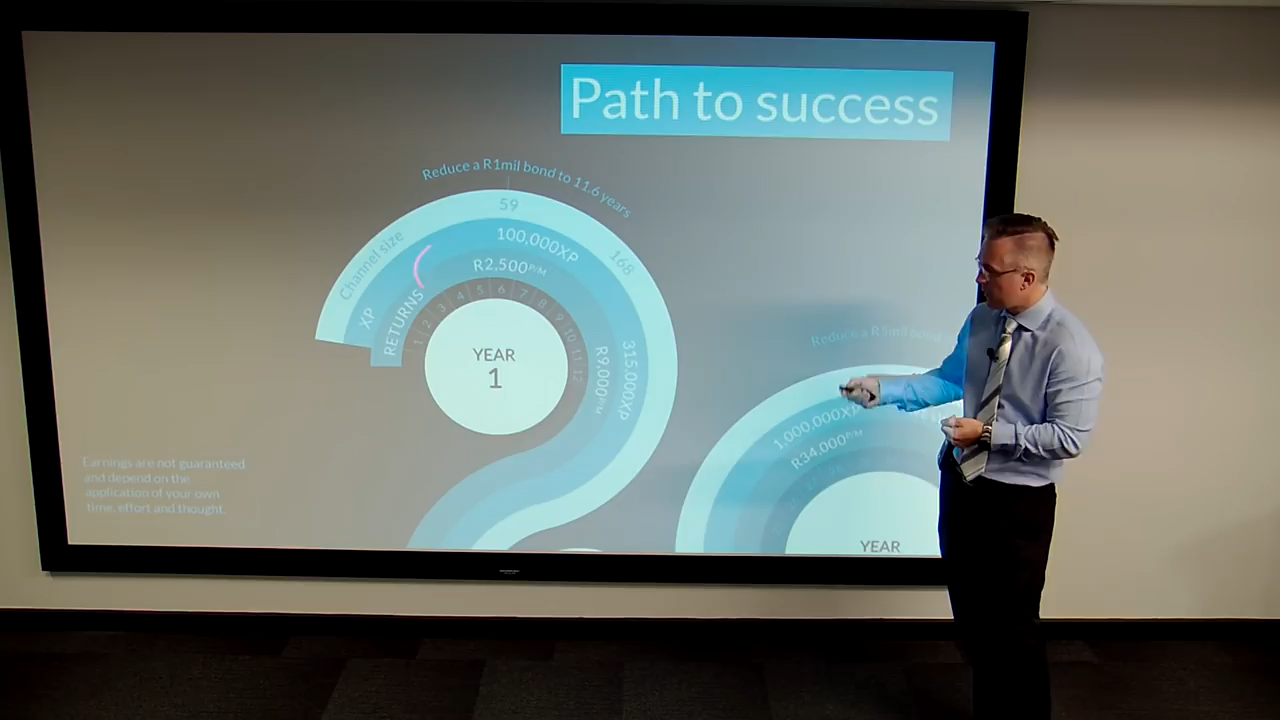 Path to success
Reduce a R1mil bond to 11.6 years
Channel size
59
168
XP
100,000XP
315,000XP
RETURNS
R2,500P/M
R9,000P/M
1 2 3 4 5 6 7 8 9 10 11 12
YEAR
1
Reduce a R5mil bond
1,000,000XP
R34,000P/M
YEAR
Earnings are not guaranteed
and depend on the
application of your own
time, effort and thought.